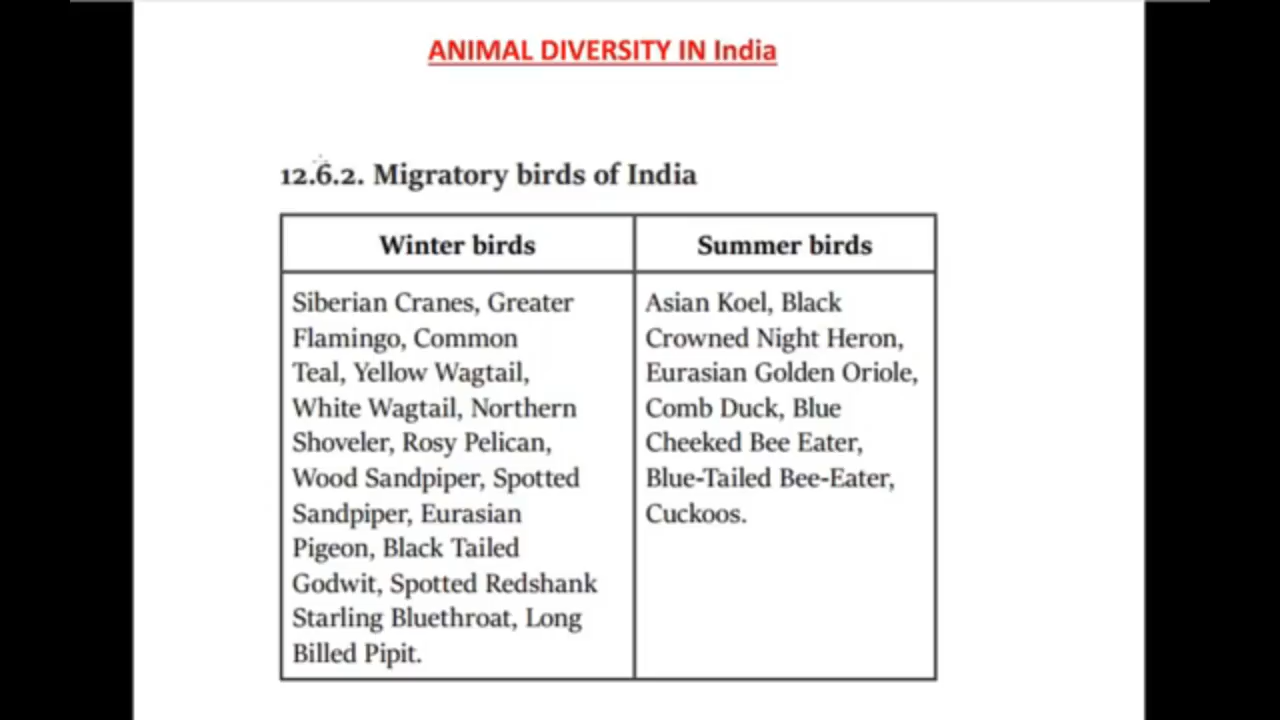 ANIMAL DIVERSITY IN India
12.6.2. Migratory birds of India
Winter birds
Siberian Cranes, Greater
Flamingo, Common
Teal, Yellow Wagtail,
White Wagtail, Northern
Shoveler, Rosy Pelican,
Wood Sandpiper, Spotted
Sandpiper, Eurasian
Pigeon, Black Tailed
Godwit, Spotted Redshank
Starling Bluethroat, Long
Billed Pipit.
Summer birds
Asian Koel, Black
Crowned Night Heron,
Eurasian Golden Oriole,
Comb Duck, Blue
Cheeked Bee Eater,
Blue-Tailed Bee-Eater,
Cuckoos.